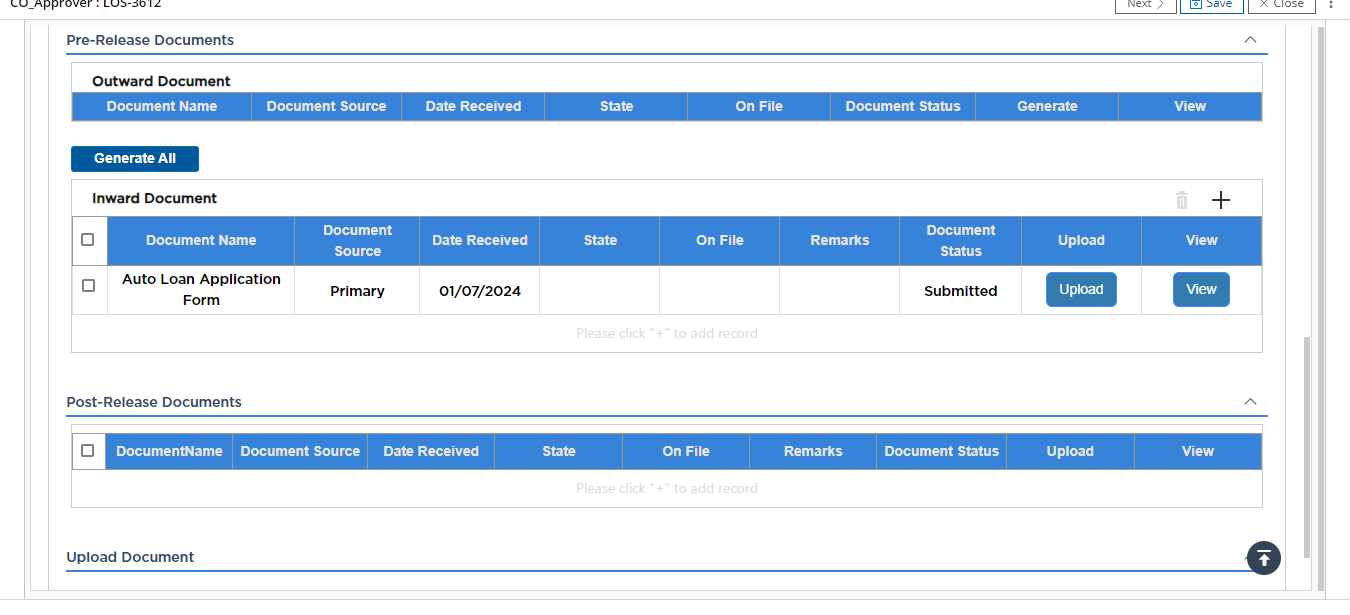 CO_Approver : LOS-3612
Next
Save
Close
Pre-Release Documents
Outward Document
Document Name Document Source Date Received State On File Document Status Generate View
Generate All
Inward Document
Document Name Document Source Date Received State On File Remarks Document Status Upload View
Auto Loan Application Form Primary 01/07/2024 Submitted Upload View
Please click "+" to add record
Post-Release Documents
DocumentName Document Source Date Received State On File Remarks Document Status Upload View
Please click "+" to add record
Upload Document